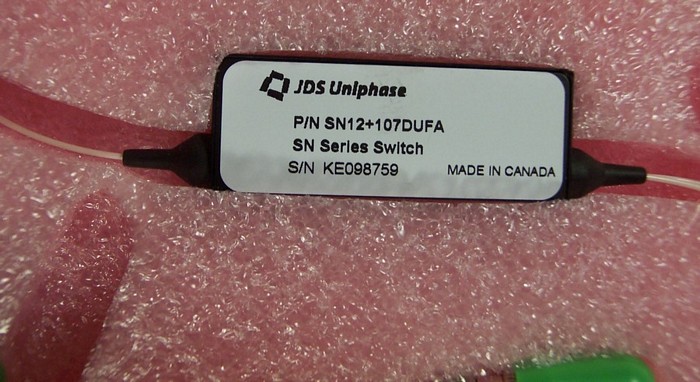 JDS Uniphase
P/N SN12+107DUFA
SN Series Switch
S/N KE098759
MADE IN CANADA